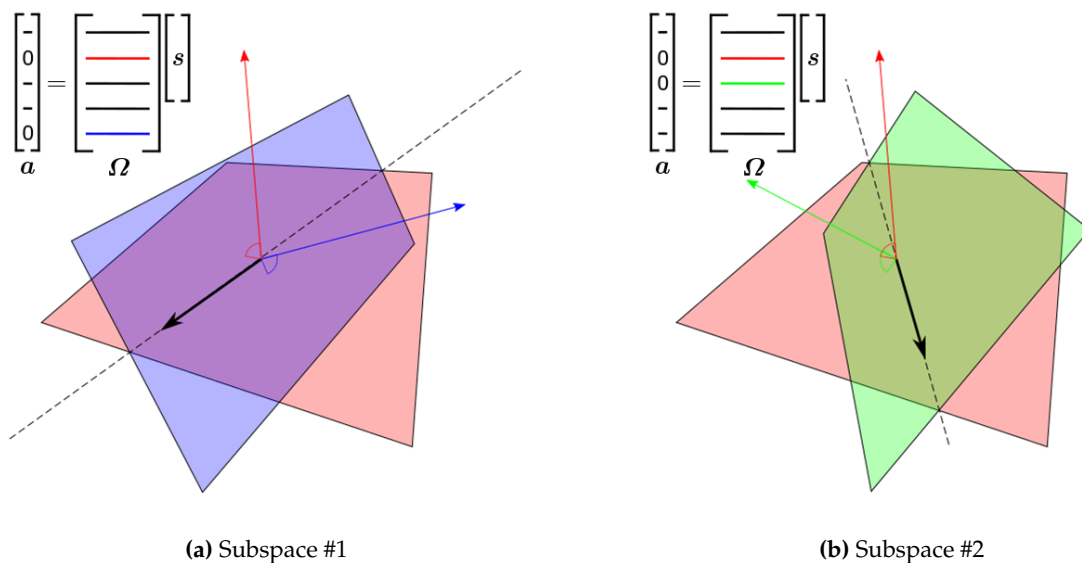 - 0 - - 0
=
s
a Ω
- 0 0 - -
=
s
a Ω
(a) Subspace #1
(b) Subspace #2